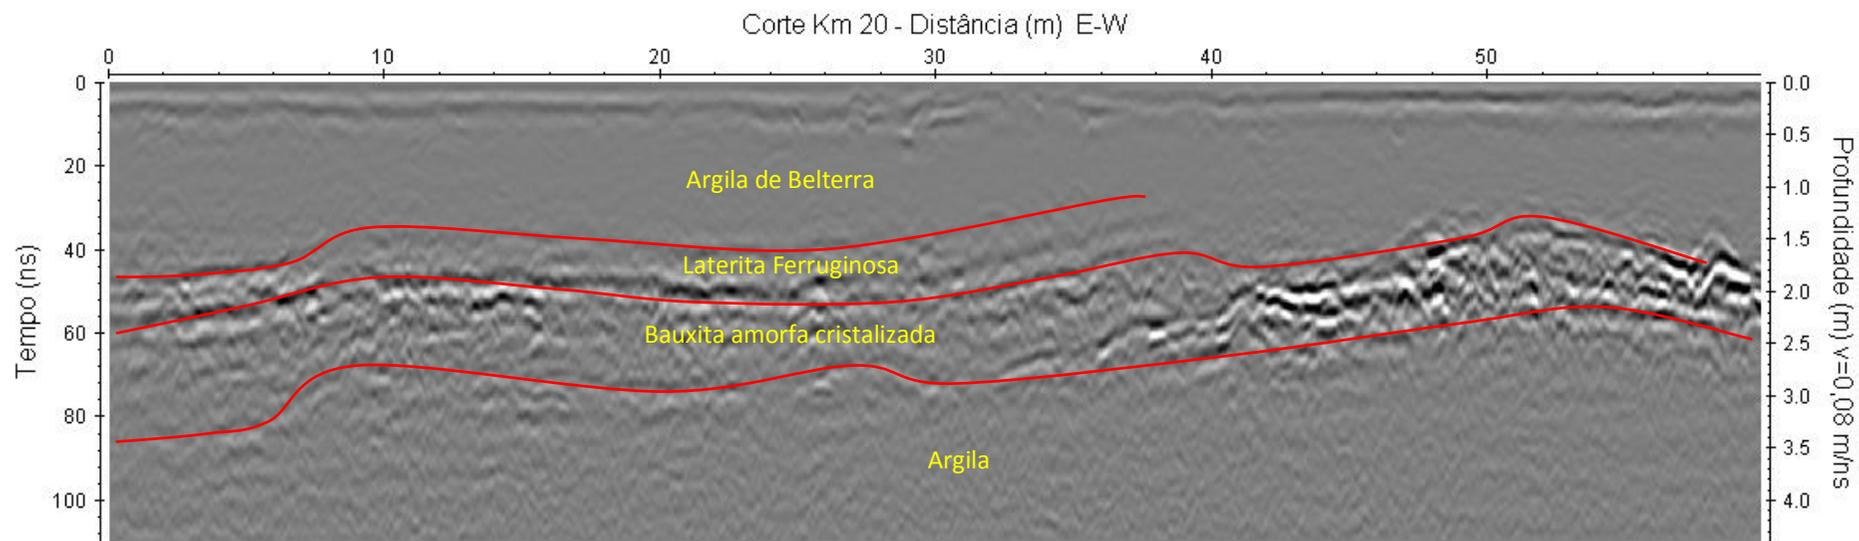 Corte Km 20 - Distância (m) E-W
0 10 20 30 40 50
Tempo (ns)
0
20
40
60
80
100
Argila de Belterra
Laterita Ferruginosa
Bauxita amorfa cristalizada
Argila
0.0
0.5
1.0
1.5
2.0
2.5
3.0
3.5
4.0
Profundidade (m) v=0,08 m/ns